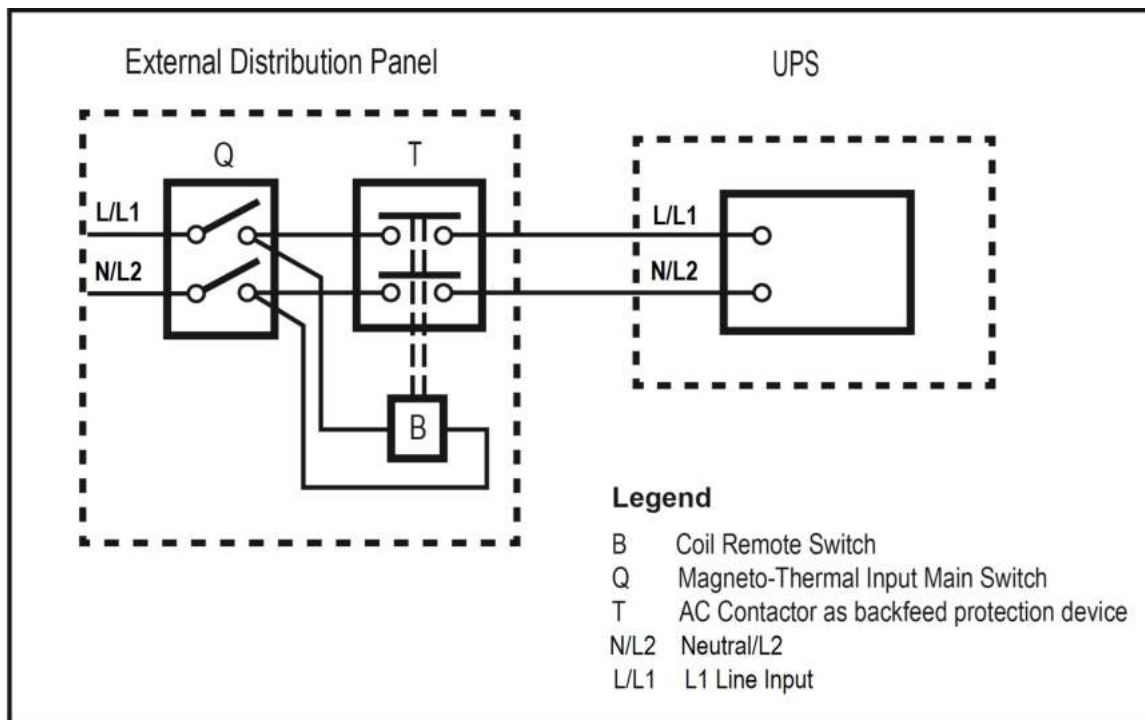 External Distribution Panel
UPS
Q
T
L/L1
N/L2
L/L1
N/L2
B
Legend
B Coil Remote Switch
Q Magneto-Thermal Input Main Switch
T AC Contactor as backfeed protection device
N/L2 Neutral/L2
L/L1 L1 Line Input